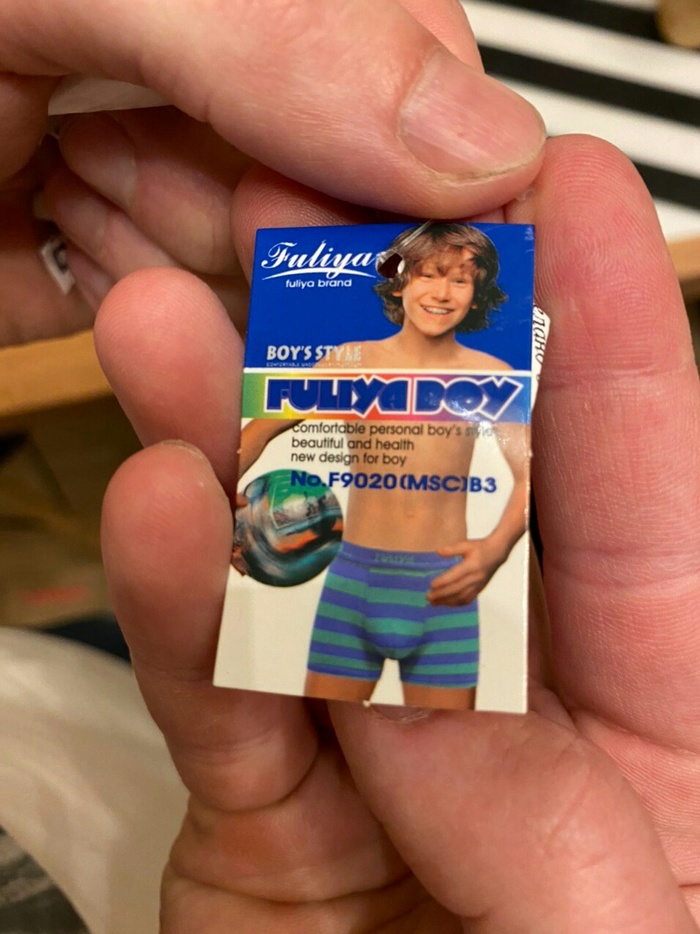 Fuliya
fuliya brand
BOY'S STYLE
FULIYA BOY
comfortable personal boy's style
beautiful and health
new design for boy
No.F9020(MSC)B3